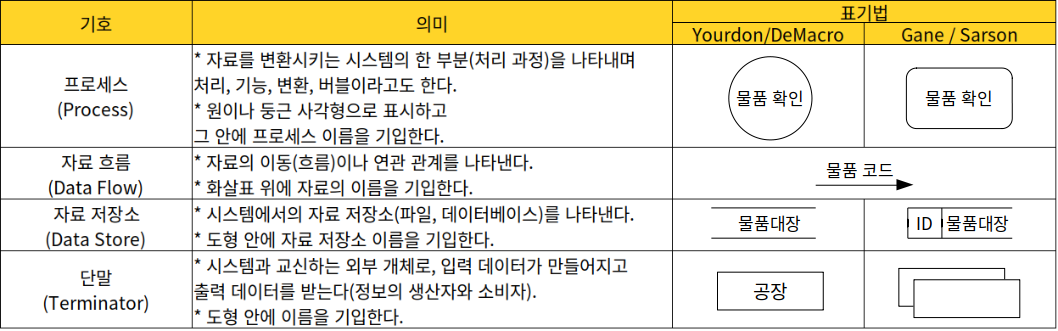 기호
의미
표기법
Yourdon/DeMacro
Gane / Sarson
프로세스
(Process)
* 자료를 변환시키는 시스템의 한 부분(처리 과정)을 나타내며
처리, 기능, 변환, 버블이라고도 한다.
* 원이나 둥근 사각형으로 표시하고
그 안에 프로세스 이름을 기입한다.
물품 확인
물품 확인
자료 흐름
(Data Flow)
* 자료의 이동(흐름)이나 연관 관계를 나타낸다.
* 화살표 위에 자료의 이름을 기입한다.
물품 코드
자료 저장소
(Data Store)
* 시스템에서의 자료 저장소(파일, 데이터베이스)를 나타낸다.
* 도형 안에 자료 저장소 이름을 기입한다.
물품대장
ID 물품대장
단말
(Terminator)
* 시스템과 교신하는 외부 개체로, 입력 데이터가 만들어지고
출력 데이터를 받는다(정보의 생산자와 소비자).
* 도형 안에 이름을 기입한다.
공장